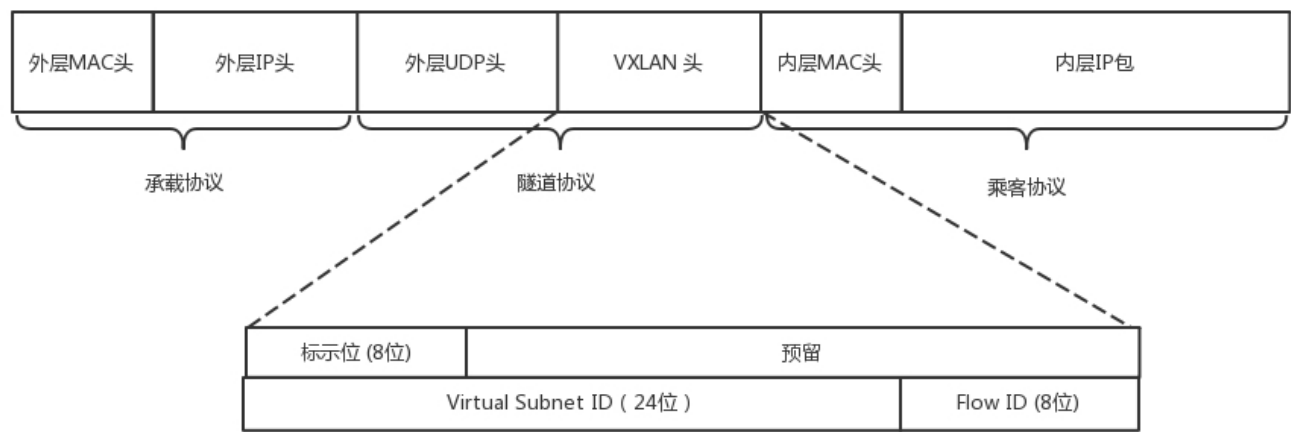 外层MAC头 外层IP头 外层UDP头 VXLAN 头 内层MAC头 内层IP包
承载协议 隧道协议 乘客协议
标示位 (8位) 预留
Virtual Subnet ID ( 24位 ) Flow ID (8位)